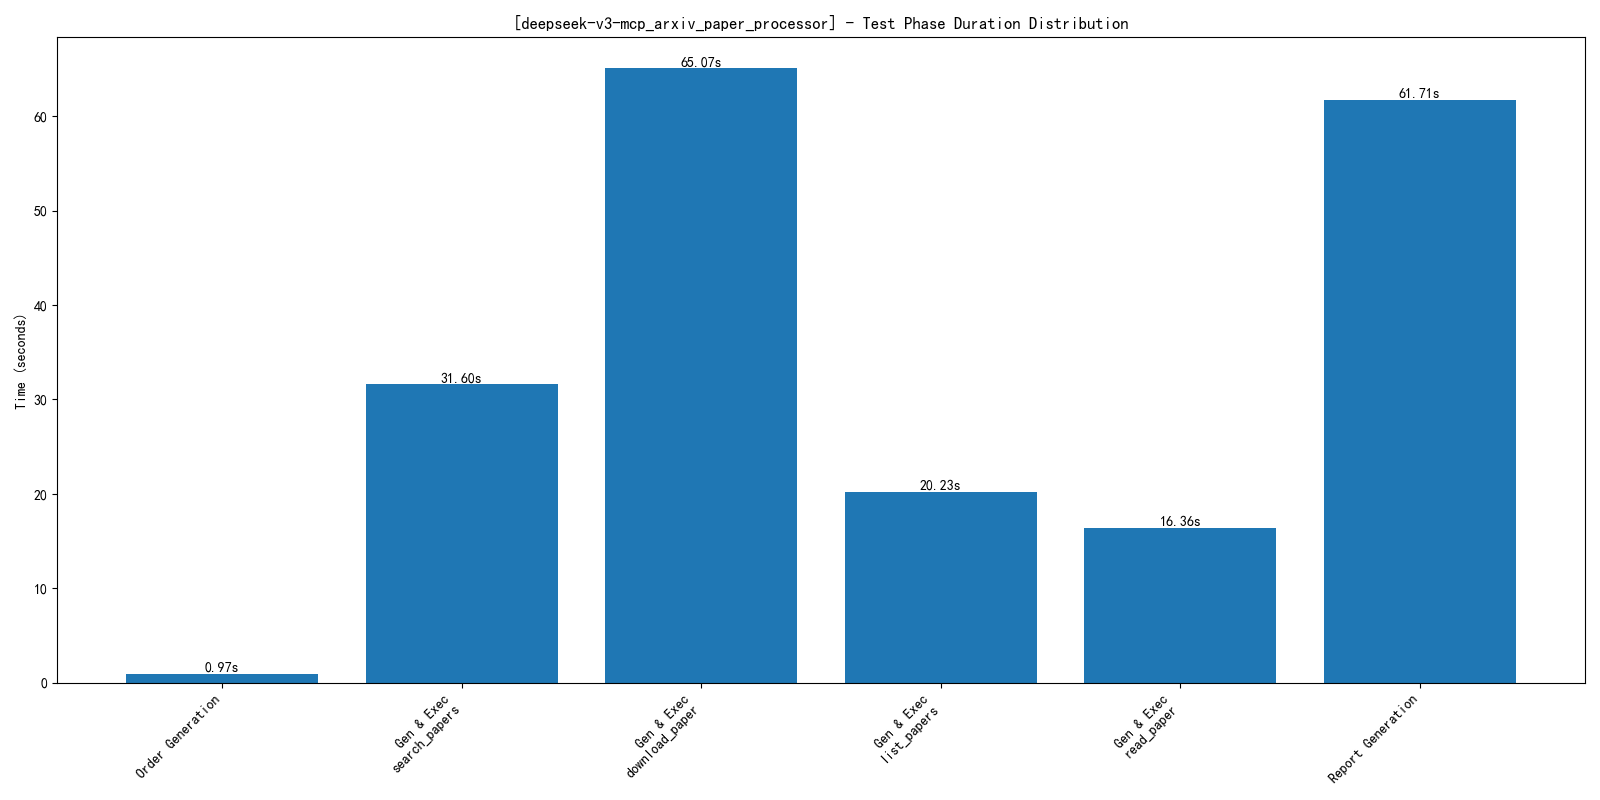 [deepseek-v3-mcp_arxiv_paper_processor] - Test Phase Duration Distribution
Time (seconds)
60
50
40
30
20
10
0
0.97s
31.60s
65.07s
20.23s
16.36s
61.71s
Order Generation
Gen & Exec
search_papers
Gen & Exec
download_paper
Gen & Exec
list_papers
Gen & Exec
read_paper
Report Generation